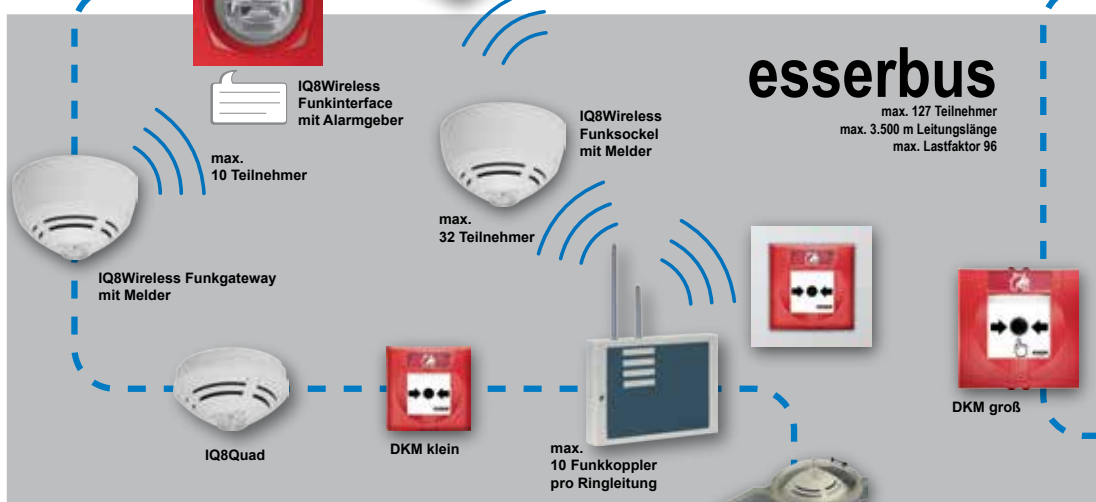 esserbus
max. 127 Teilnehmer
max. 3.500 m Leitungslänge
max. Lastfaktor 96
IQ8Wireless
Funkinterface
mit Alarmgeber
IQ8Wireless
Funksockel
mit Melder
max.
10 Teilnehmer
max.
32 Teilnehmer
IQ8Wireless Funkgateway
mit Melder
IQ8Quad
DKM klein
max.
10 Funkkoppler
pro Ringleitung
DKM groß